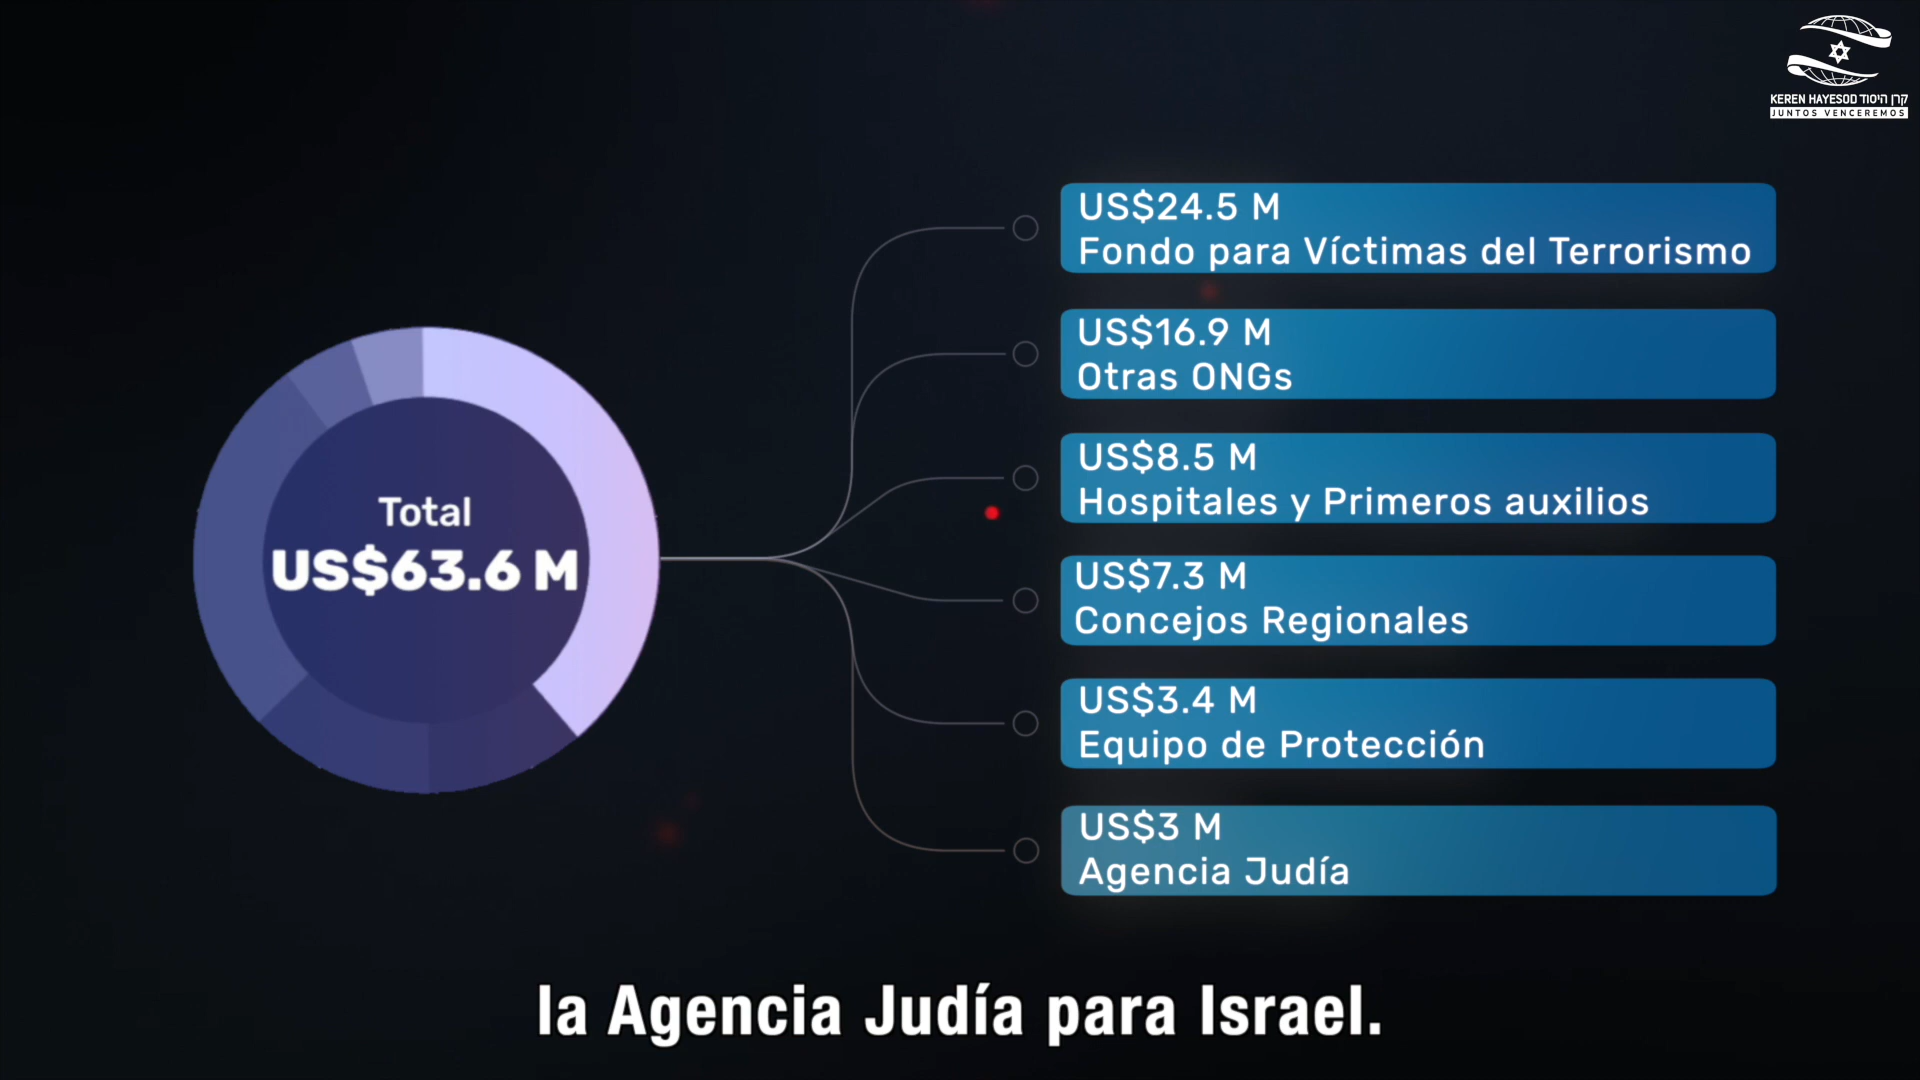 KEREN HAYESOD קרן היסוד
JUNTOS VENCEREMOS
US$24.5 M
Fondo para Víctimas del Terrorismo
US$16.9 M
Otras ONGs
US$8.5 M
Hospitales y Primeros auxilios
Total
US$63.6 M
US$7.3 M
Concejos Regionales
US$3.4 M
Equipo de Protección
US$3 M
Agencia Judía
la Agencia Judía para Israel.